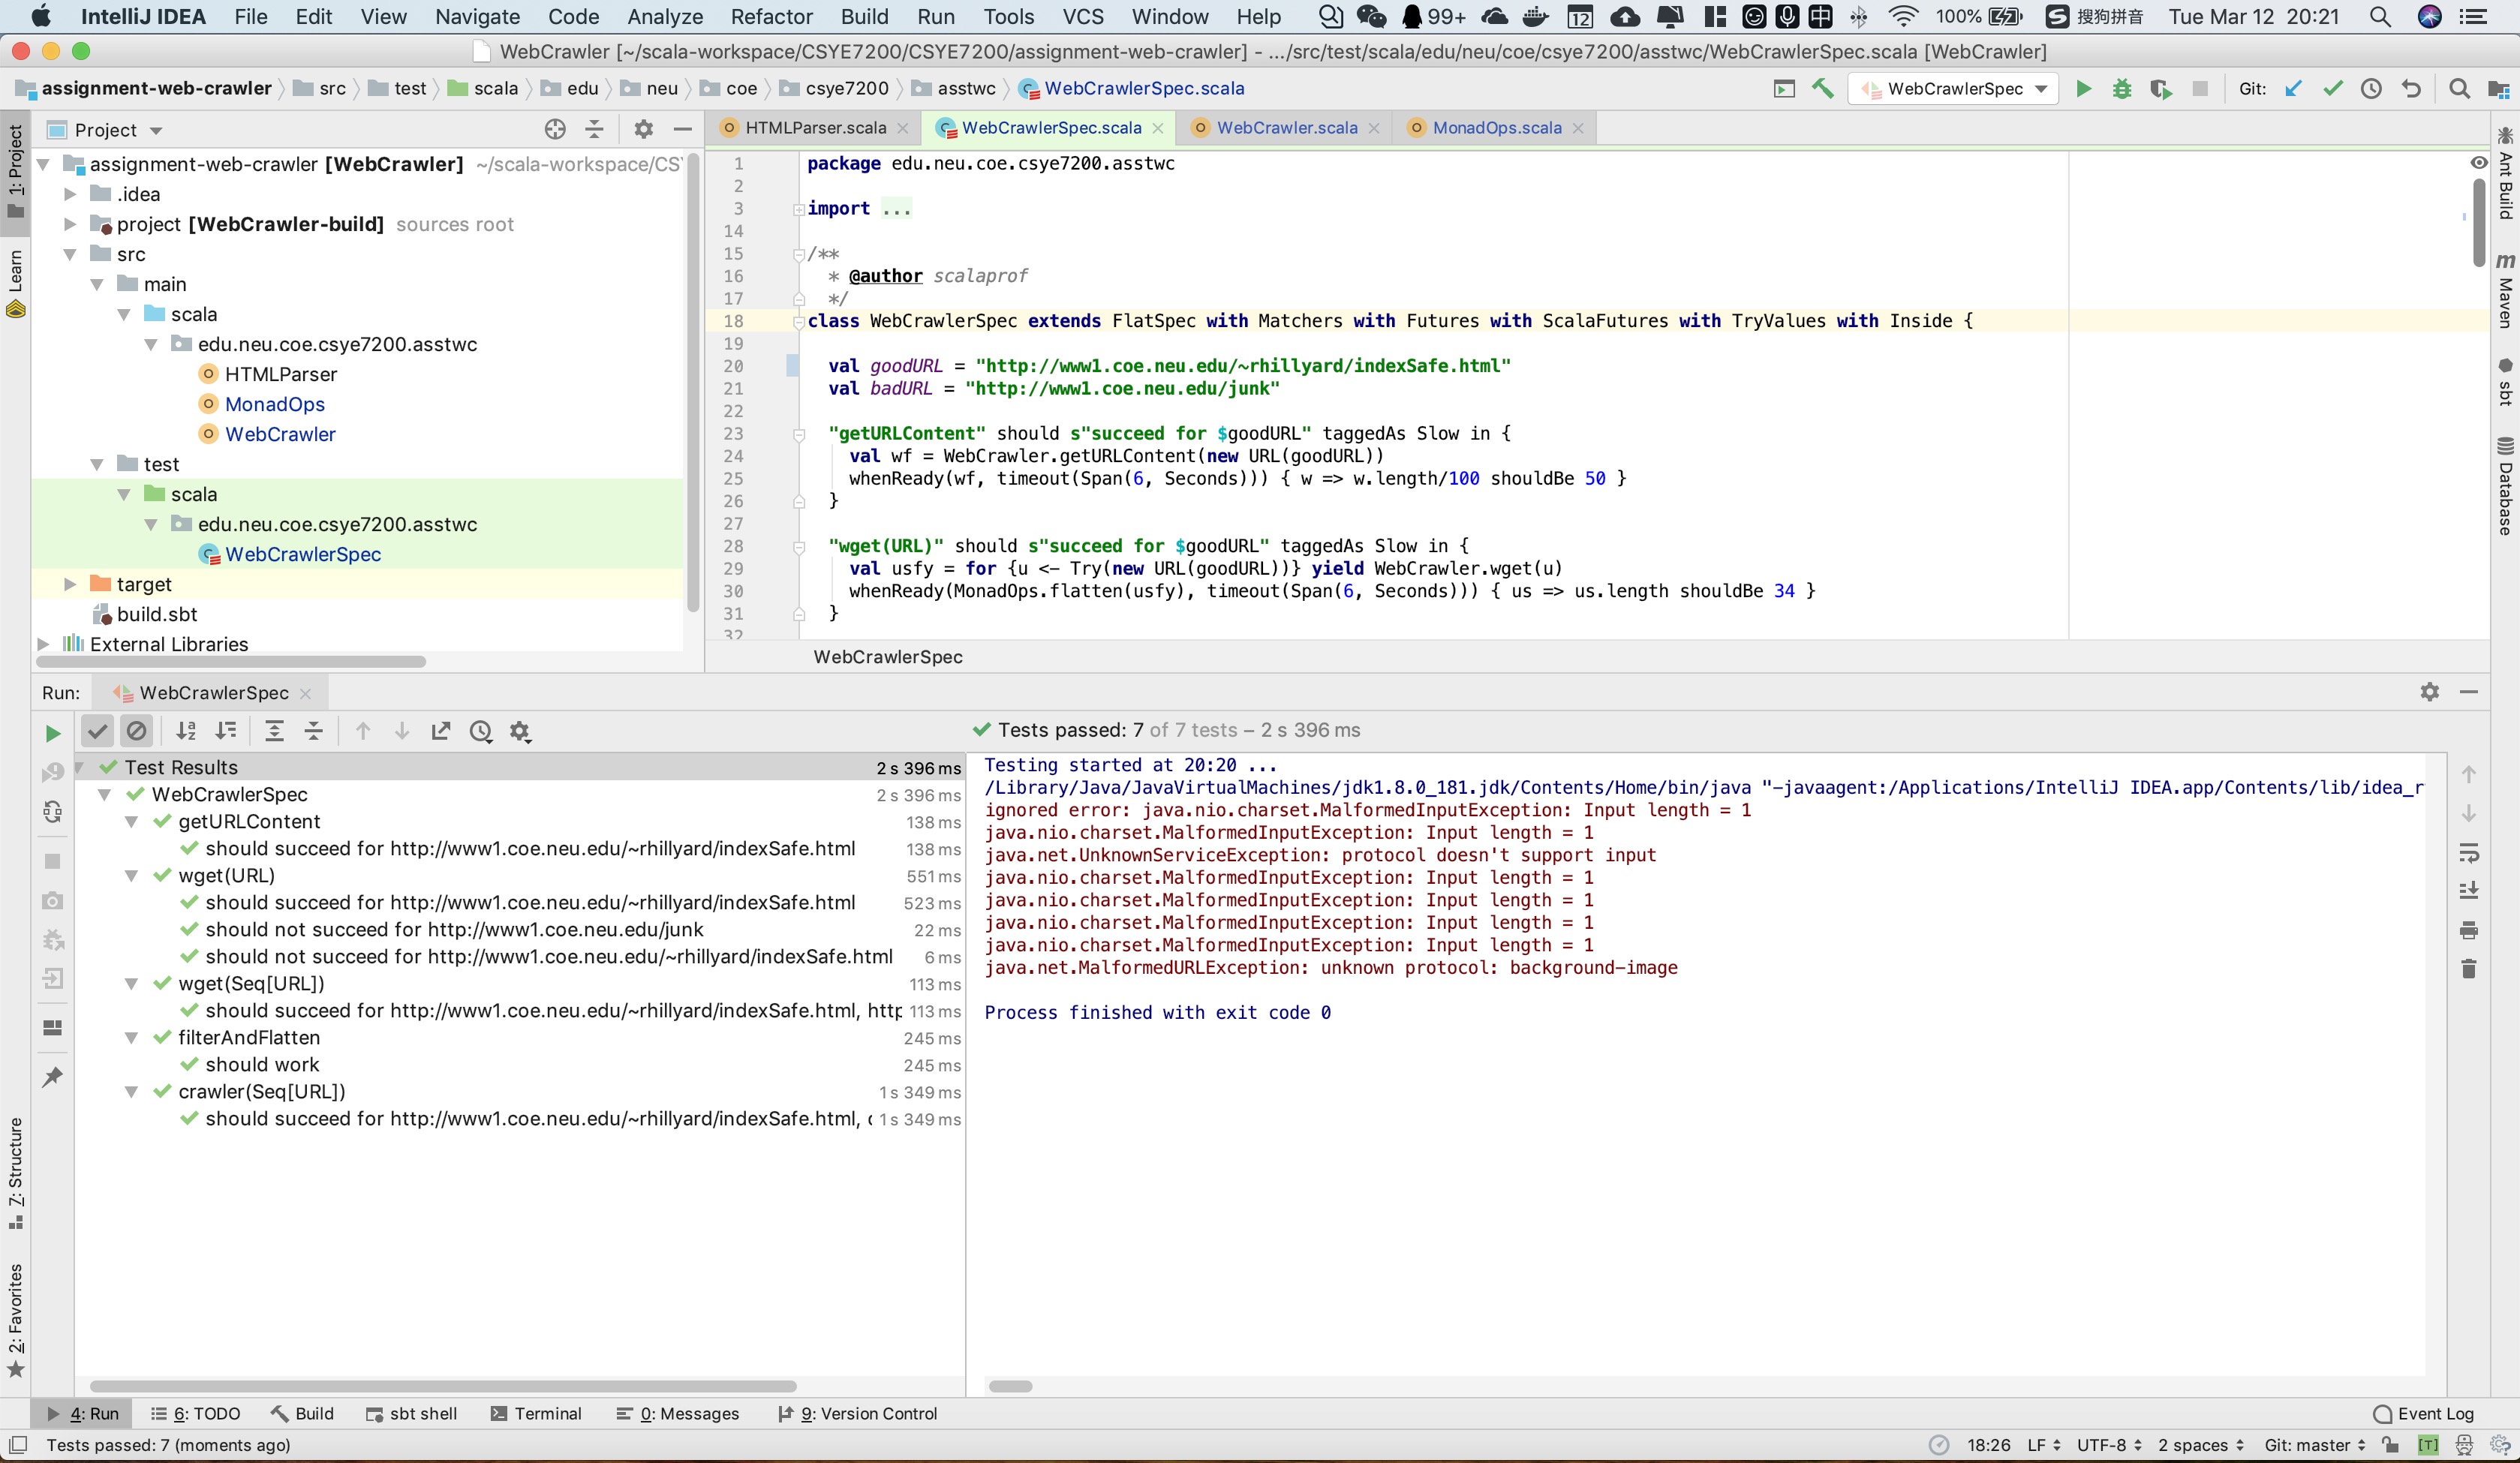 IntelliJ IDEA File Edit View Navigate Code Analyze Refactor Build Run Tools VCS Window Help 99+ 12 中 100% S 搜狗拼音 Tue Mar 12 20:21
WebCrawler [~/scala-workspace/CSYE7200/CSYE7200/assignment-web-crawler] - .../src/test/scala/edu/neu/coe/csye7200/asstwc/WebCrawlerSpec.scala [WebCrawler]
assignment-web-crawler src test scala edu neu coe csye7200 asstwc WebCrawlerSpec.scala WebCrawlerSpec Git:
1: Project
Learn
7: Structure
2: Favorites
Project
assignment-web-crawler [WebCrawler] ~/scala-workspace/CS
.idea
project [WebCrawler-build] sources root
src
main
scala
edu.neu.coe.csye7200.asstwc
HTMLParser
MonadOps
WebCrawler
test
scala
edu.neu.coe.csye7200.asstwc
WebCrawlerSpec
target
build.sbt
External Libraries
HTMLParser.scala WebCrawlerSpec.scala WebCrawler.scala MonadOps.scala
1 package edu.neu.coe.csye7200.asstwc
2
3 import ...
14
15 /**
16 * @author scalaprof
17 */
18 class WebCrawlerSpec extends FlatSpec with Matchers with Futures with ScalaFutures with TryValues with Inside {
19
20 val goodURL = "http://www1.coe.neu.edu/~rhillyard/indexSafe.html"
21 val badURL = "http://www1.coe.neu.edu/junk"
22
23 "getURLContent" should s"succeed for $goodURL" taggedAs Slow in {
24 val wf = WebCrawler.getURLContent(new URL(goodURL))
25 whenReady(wf, timeout(Span(6, Seconds))) { w => w.length/100 shouldBe 50 }
26 }
27
28 "wget(URL)" should s"succeed for $goodURL" taggedAs Slow in {
29 val usfy = for {u <- Try(new URL(goodURL))} yield WebCrawler.wget(u)
30 whenReady(MonadOps.flatten(usfy), timeout(Span(6, Seconds))) { us => us.length shouldBe 34 }
31 }
32
WebCrawlerSpec
Ant Build
m Maven
sbt
Database
Run: WebCrawlerSpec
Tests passed: 7 of 7 tests – 2 s 396 ms
Test Results 2 s 396 ms
WebCrawlerSpec 2 s 396 ms
getURLContent 138 ms
should succeed for http://www1.coe.neu.edu/~rhillyard/indexSafe.html 138 ms
wget(URL) 551 ms
should succeed for http://www1.coe.neu.edu/~rhillyard/indexSafe.html 523 ms
should not succeed for http://www1.coe.neu.edu/junk 22 ms
should not succeed for http://www1.coe.neu.edu/~rhillyard/indexSafe.html 6 ms
wget(Seq[URL]) 113 ms
should succeed for http://www1.coe.neu.edu/~rhillyard/indexSafe.html, http 113 ms
filterAndFlatten 245 ms
should work 245 ms
crawler(Seq[URL]) 1 s 349 ms
should succeed for http://www1.coe.neu.edu/~rhillyard/indexSafe.html, 1 s 349 ms
Testing started at 20:20 ...
/Library/Java/JavaVirtualMachines/jdk1.8.0_181.jdk/Contents/Home/bin/java "-javaagent:/Applications/IntelliJ IDEA.app/Contents/lib/idea_r
ignored error: java.nio.charset.MalformedInputException: Input length = 1
java.nio.charset.MalformedInputException: Input length = 1
java.net.UnknownServiceException: protocol doesn't support input
java.nio.charset.MalformedInputException: Input length = 1
java.nio.charset.MalformedInputException: Input length = 1
java.nio.charset.MalformedInputException: Input length = 1
java.nio.charset.MalformedInputException: Input length = 1
java.net.MalformedURLException: unknown protocol: background-image
Process finished with exit code 0
4: Run 6: TODO Build sbt shell Terminal 0: Messages 9: Version Control Event Log
Tests passed: 7 (moments ago) 18:26 LF UTF-8 2 spaces Git: master [T]